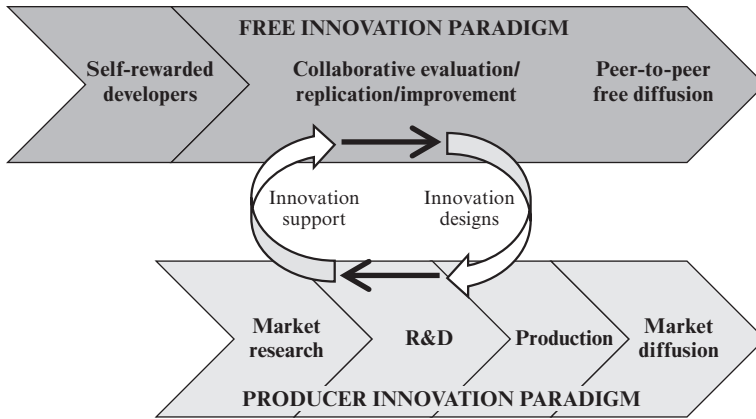 FREE INNOVATION PARADIGM
Self-rewarded
developers
Collaborative evaluation/
replication/improvement
Peer-to-peer
free diffusion
Innovation
support
Innovation
designs
Market
research
R&D
Production
Market
diffusion
PRODUCER INNOVATION PARADIGM